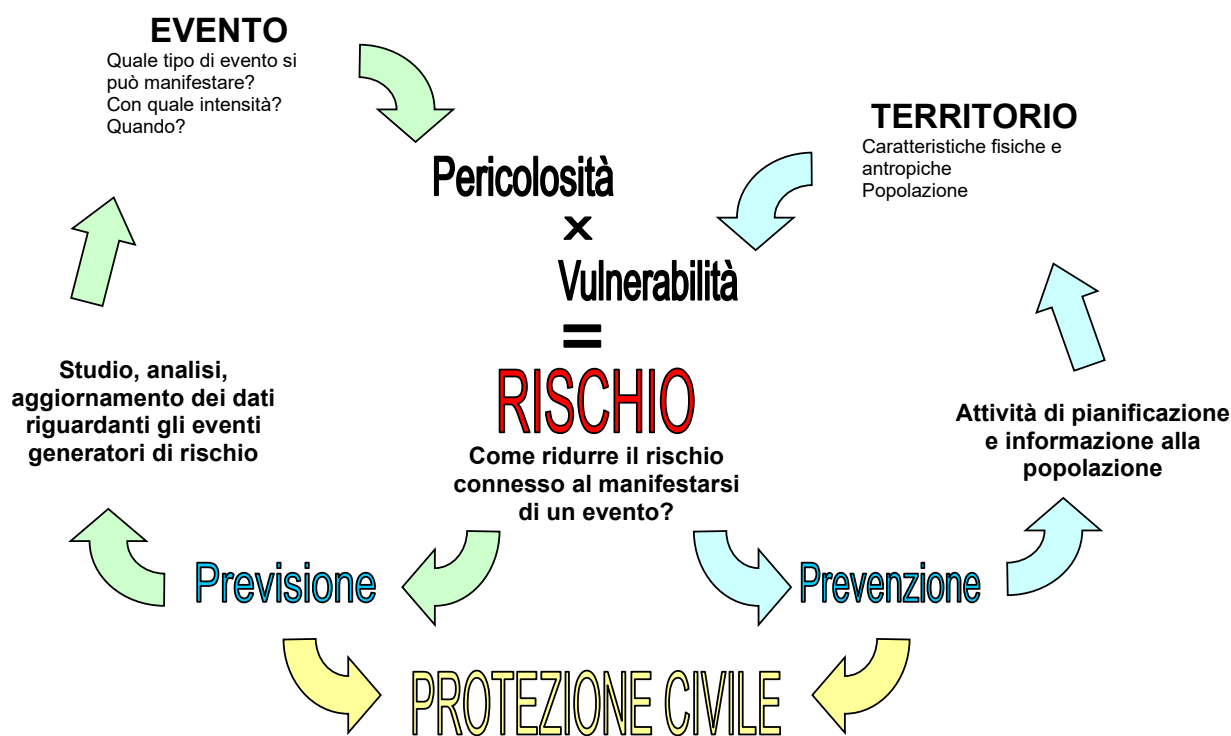 EVENTO
Quale tipo di evento si
può manifestare?
Con quale intensità?
Quando?
TERRITORIO
Caratteristiche fisiche e
antropiche
Popolazione
Pericolosità
x
Vulnerabilità
=
RISCHIO
Come ridurre il rischio
connesso al manifestarsi
di un evento?
Studio, analisi,
aggiornamento dei dati
riguardanti gli eventi
generatori di rischio
Attività di pianificazione
e informazione alla
popolazione
Previsione
Prevenzione
PROTEZIONE CIVILE